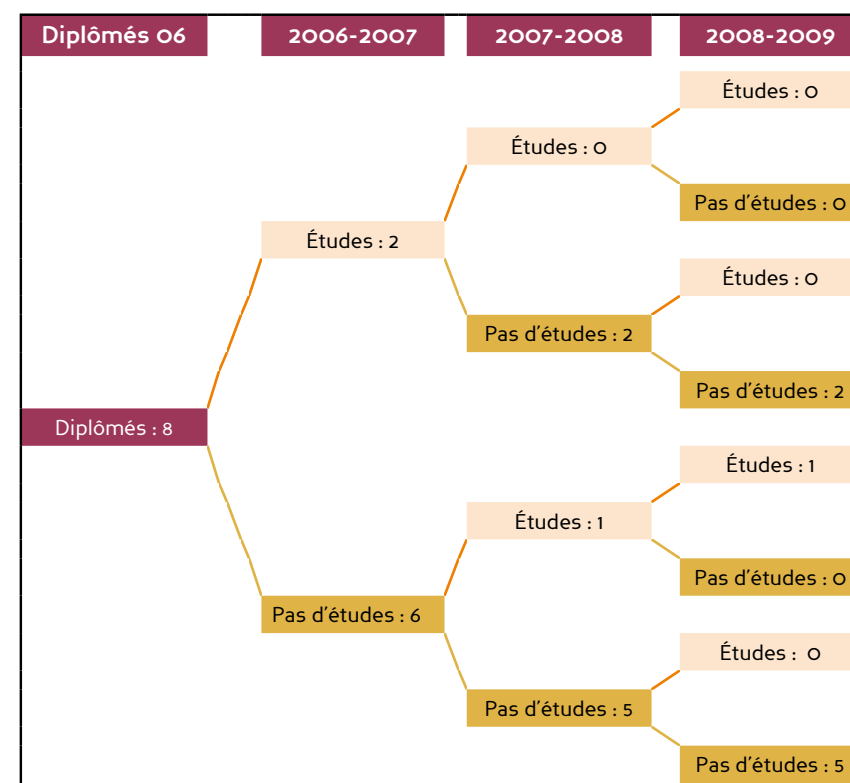 Diplômés 06 2006-2007 2007-2008 2008-2009
Études : 0
Études : 0
Pas d'études : 0
Études : 2
Études : 0
Pas d'études : 2
Pas d'études : 2
Diplômés : 8
Études : 1
Études : 1
Pas d'études : 0
Pas d'études : 6
Études : 0
Pas d'études : 5
Pas d'études : 5